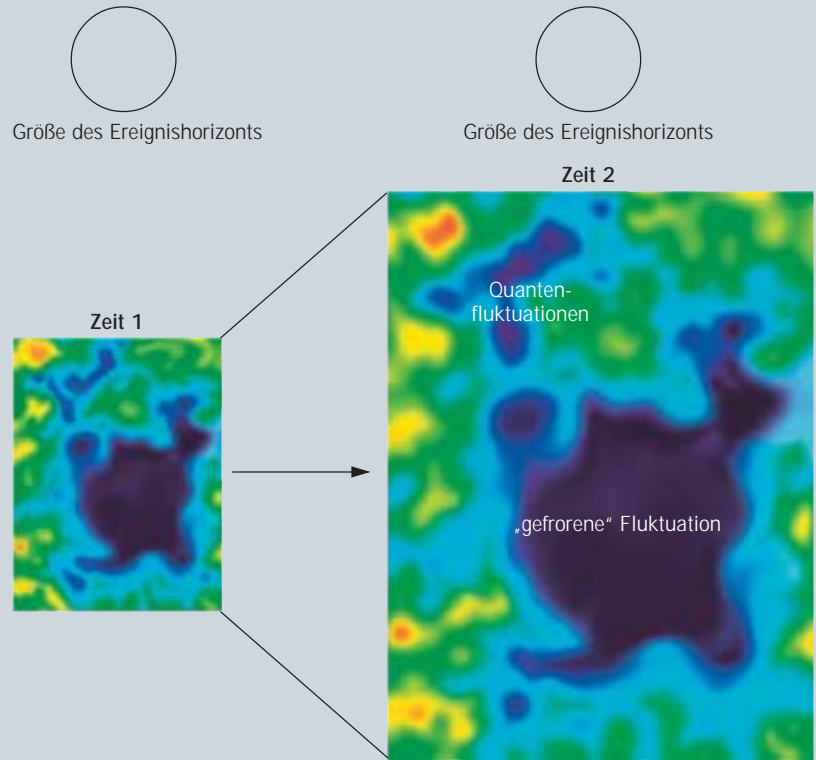 Größe des Ereignishorizonts
Größe des Ereignishorizonts
Zeit 2
Quanten-
fluktuationen
Zeit 1
„gefrorene“ Fluktuation